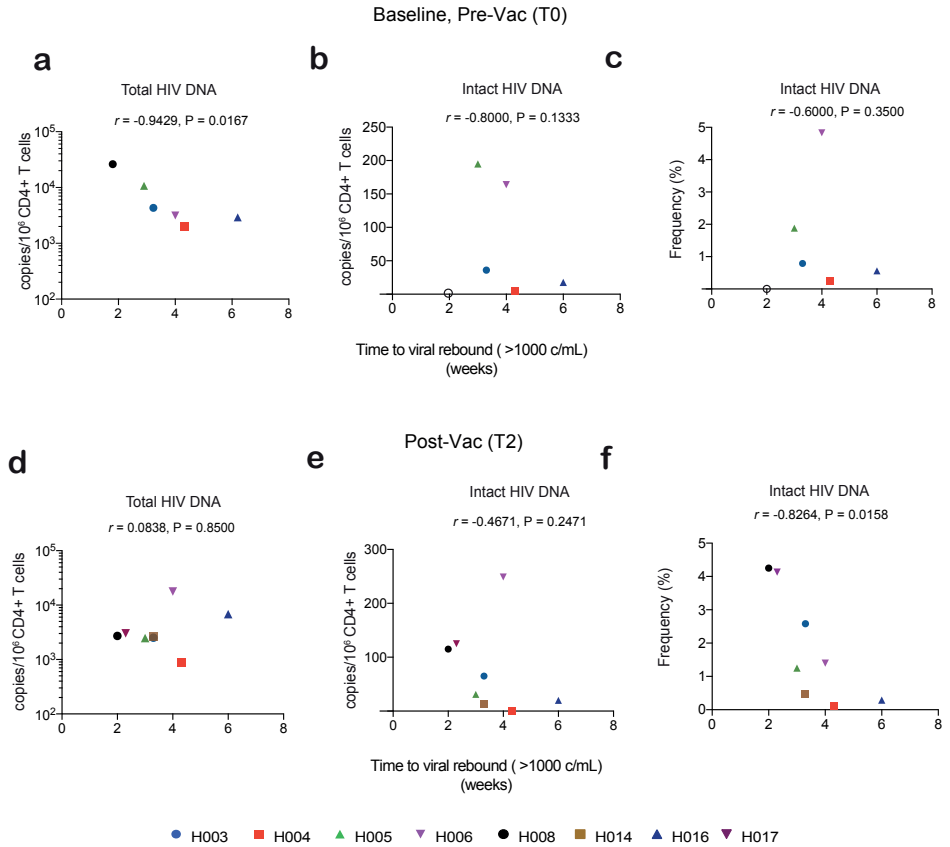 Baseline, Pre-Vac (T0)
a
Total HIV DNA
r = -0.9429, P = 0.0167
copies/10⁶ CD4+ T cells
10⁵
10⁴
10³
10²
0 2 4 6 8
b
Intact HIV DNA
r = -0.8000, P = 0.1333
copies/10⁶ CD4+ T cells
250
200
150
100
50
0 2 4 6 8
c
Intact HIV DNA
r = -0.6000, P = 0.3500
Frequency (%)
5
4
3
2
1
0 2 4 6 8
Time to viral rebound ( >1000 c/mL)
(weeks)
Post-Vac (T2)
d
Total HIV DNA
r = 0.0838, P = 0.8500
copies/10⁶ CD4+ T cells
10⁵
10⁴
10³
10²
0 2 4 6 8
e
Intact HIV DNA
r = -0.4671, P = 0.2471
copies/10⁶ CD4+ T cells
300
200
100
0 2 4 6 8
f
Intact HIV DNA
r = -0.8264, P = 0.0158
Frequency (%)
5
4
3
2
1
0
0 2 4 6 8
Time to viral rebound ( >1000 c/mL)
(weeks)
H003 H004 H005 H006 H008 H014 H016 H017